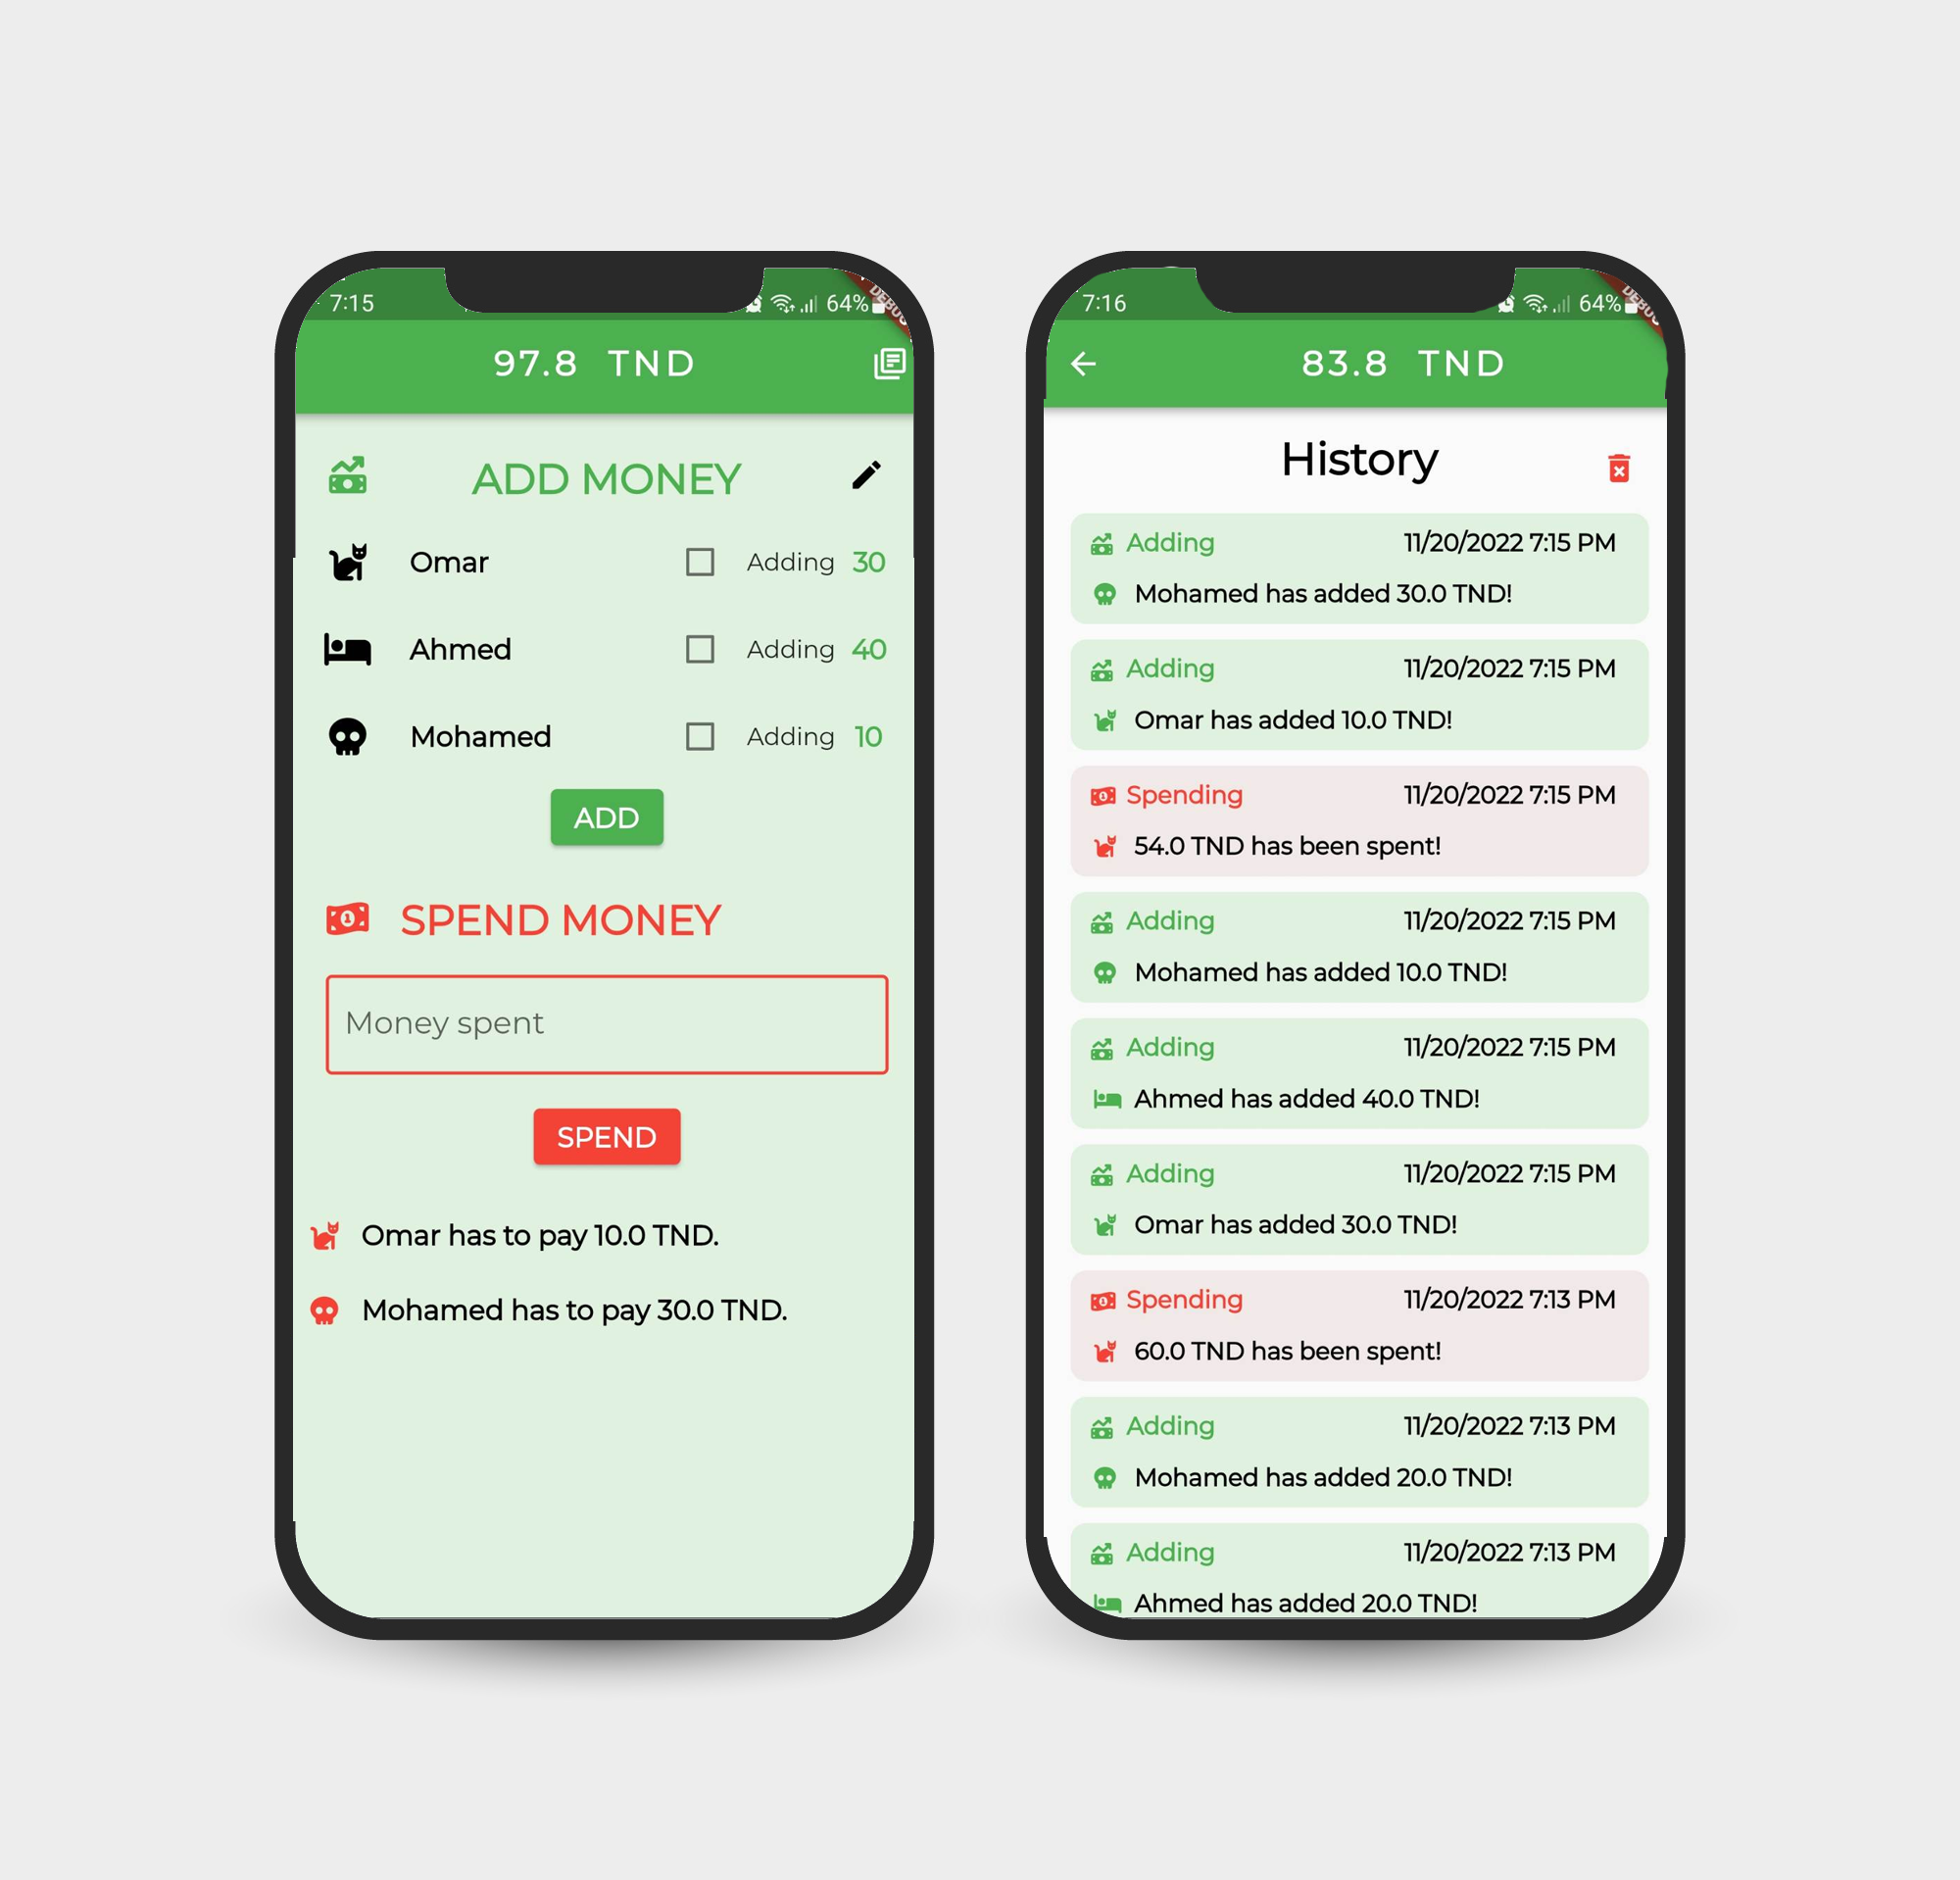 7:15
64%
DEBUG
97.8 TND
ADD MONEY
Omar Adding 30
Ahmed Adding 40
Mohamed Adding 10
ADD
1 SPEND MONEY
Money spent
SPEND
Omar has to pay 10.0 TND.
Mohamed has to pay 30.0 TND.
7:16
64%
DEBUG
83.8 TND
History
Adding 11/20/2022 7:15 PM
Mohamed has added 30.0 TND!
Adding 11/20/2022 7:15 PM
Omar has added 10.0 TND!
Spending 11/20/2022 7:15 PM
54.0 TND has been spent!
Adding 11/20/2022 7:15 PM
Mohamed has added 10.0 TND!
Adding 11/20/2022 7:15 PM
Ahmed has added 40.0 TND!
Adding 11/20/2022 7:15 PM
Omar has added 30.0 TND!
Spending 11/20/2022 7:13 PM
60.0 TND has been spent!
Adding 11/20/2022 7:13 PM
Mohamed has added 20.0 TND!
Adding 11/20/2022 7:13 PM
Ahmed has added 20.0 TND!